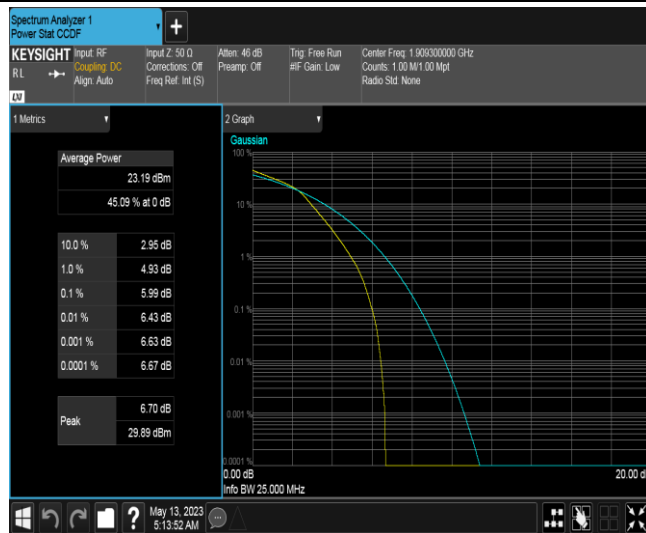 Spectrum Analyzer 1
Power Stat CCDF
+
KEYSIGHT
RL
LXI
Input: RF
Coupling: DC
Align: Auto
Input Z: 50 Ω
Corrections: Off
Freq Ref: Int (S)
Atten: 46 dB
Preamp: Off
Trig: Free Run
#IF Gain: Low
Center Freq: 1.909300000 GHz
Counts: 1.00 M/1.00 Mpt
Radio Std: None
1 Metrics
Average Power
23.19 dBm
45.09 % at 0 dB
10.0 % 2.95 dB
1.0 % 4.93 dB
0.1 % 5.99 dB
0.01 % 6.43 dB
0.001 % 6.63 dB
0.0001 % 6.67 dB
Peak
6.70 dB
29.89 dBm
2 Graph
Gaussian
100 %
10 %
1 %
0.1 %
0.01 %
0.001 %
0.0001 %
0.00 dB
20.00 d
Info BW 25.000 MHz
?
May 13, 2023
5:13:52 AM